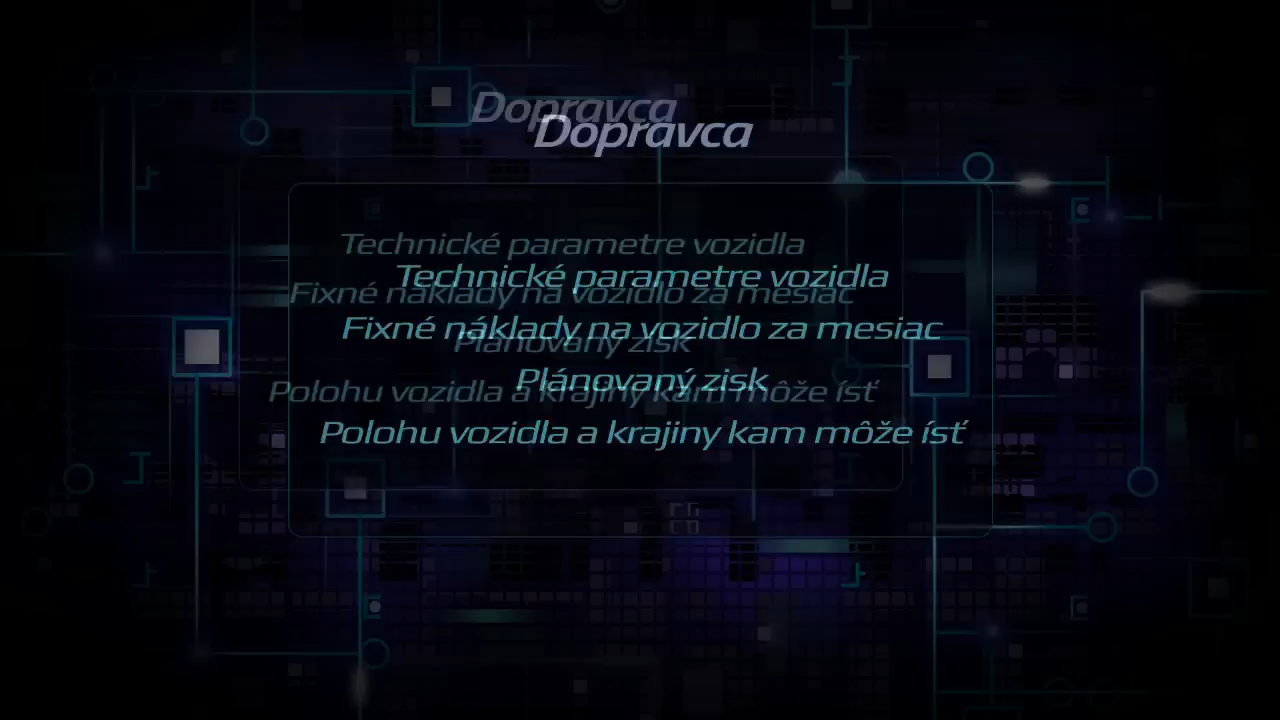 Dopravca
Technické parametre vozidla
Fixné náklady na vozidlo za mesiac
Plánovaný zisk
Polohu vozidla a krajiny kam môže ísť